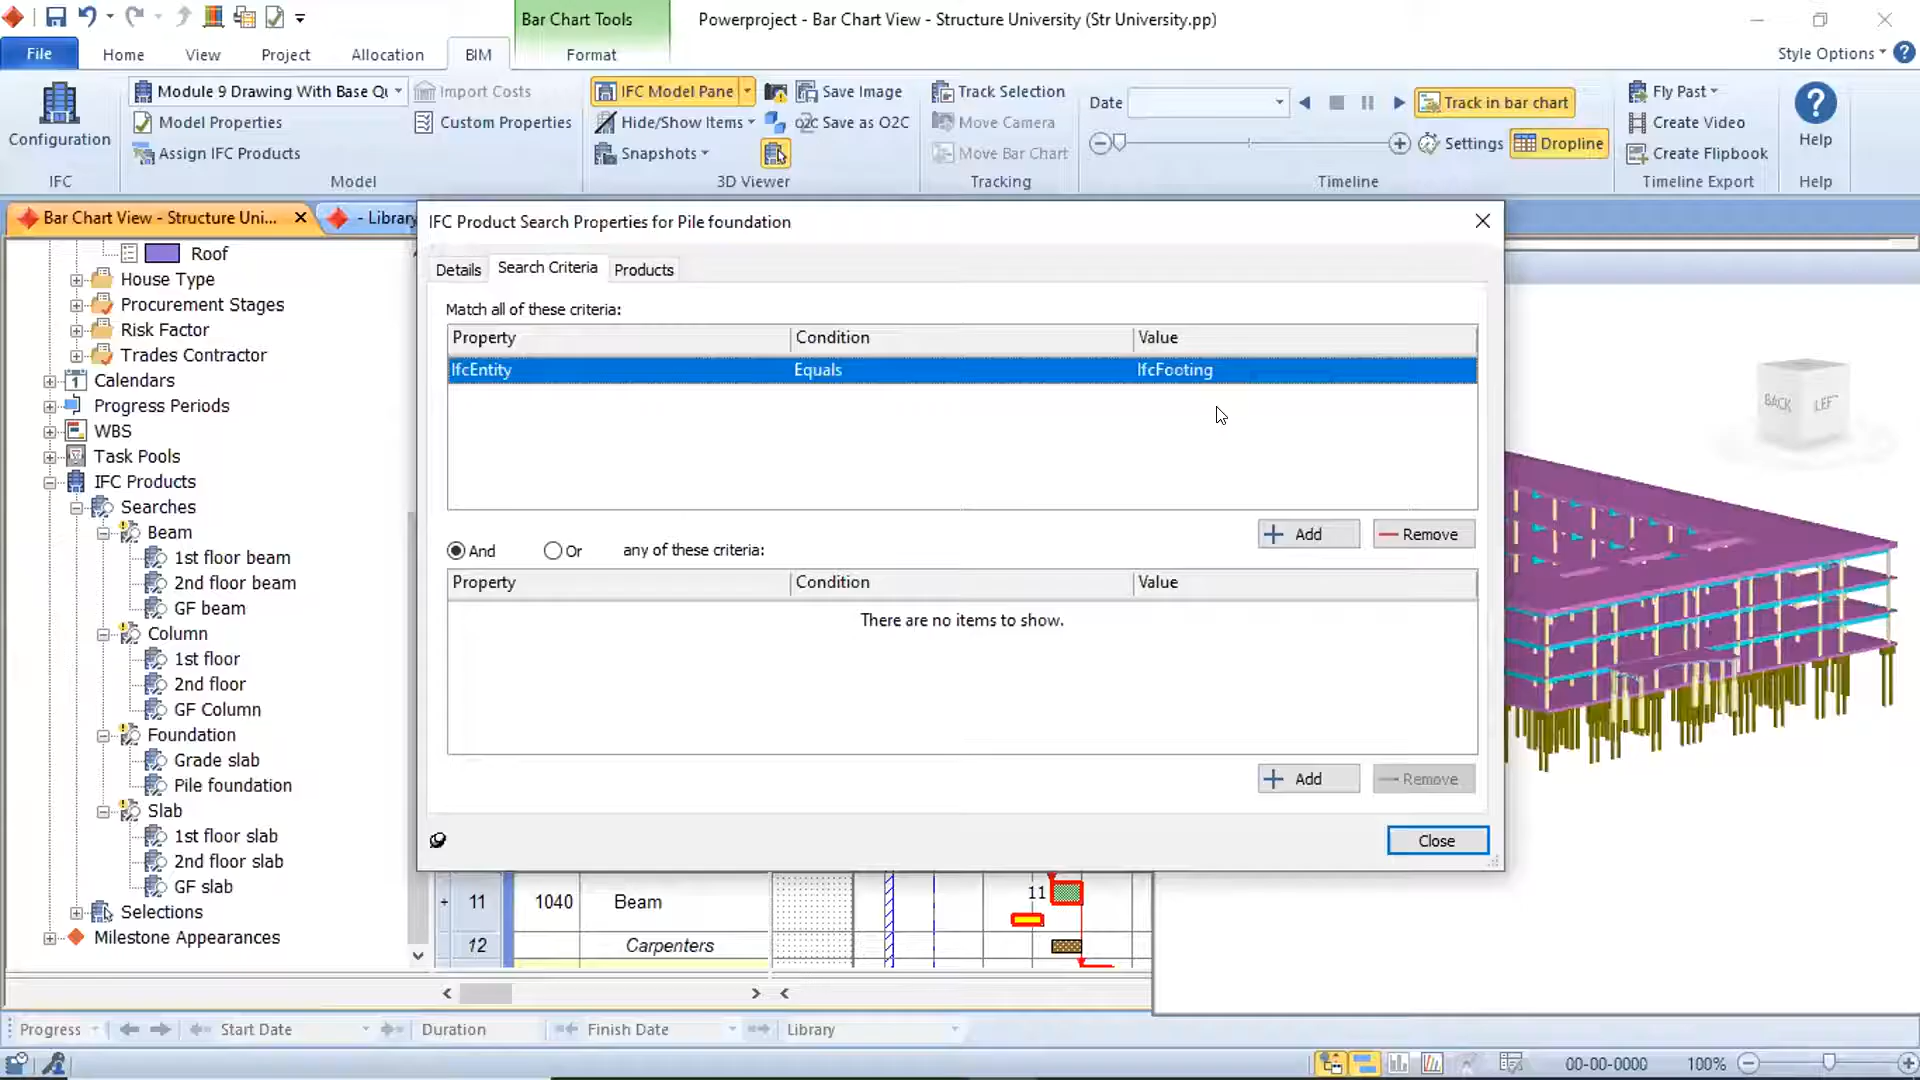 Bar Chart Tools
Powerproject - Bar Chart View - Structure University (Str University.pp)
File
Home
View
Project
Allocation
BIM
Format
Style Options
Configuration
IFC
Module 9 Drawing With Base Qu
Model Properties
Assign IFC Products
Import Costs
Custom Properties
Model
IFC Model Pane
Hide/Show Items
Snapshots
Save Image
O2C Save as O2C
3D Viewer
Track Selection
Move Camera
Move Bar Chart
Tracking
Date
Track in bar chart
Settings
Dropline
Timeline
Fly Past
Create Video
Create Flipbook
Timeline Export
Help
Help
Bar Chart View - Structure Uni...
- Library
Roof
House Type
Procurement Stages
Risk Factor
Trades Contractor
Calendars
Progress Periods
WBS
Task Pools
IFC Products
Searches
Beam
1st floor beam
2nd floor beam
GF beam
Column
1st floor
2nd floor
GF Column
Foundation
Grade slab
Pile foundation
Slab
1st floor slab
2nd floor slab
GF slab
Selections
Milestone Appearances
IFC Product Search Properties for Pile foundation
Details
Search Criteria
Products
Match all of these criteria:
Property Condition Value
IfcEntity Equals IfcFooting
Add
Remove
And
Or
any of these criteria:
Property Condition Value
There are no items to show.
Add
Remove
Close
BACK
LEFT
11 1040 Beam 11
12 Carpenters
Progress
Start Date
Duration
Finish Date
Library
00-00-0000
100%